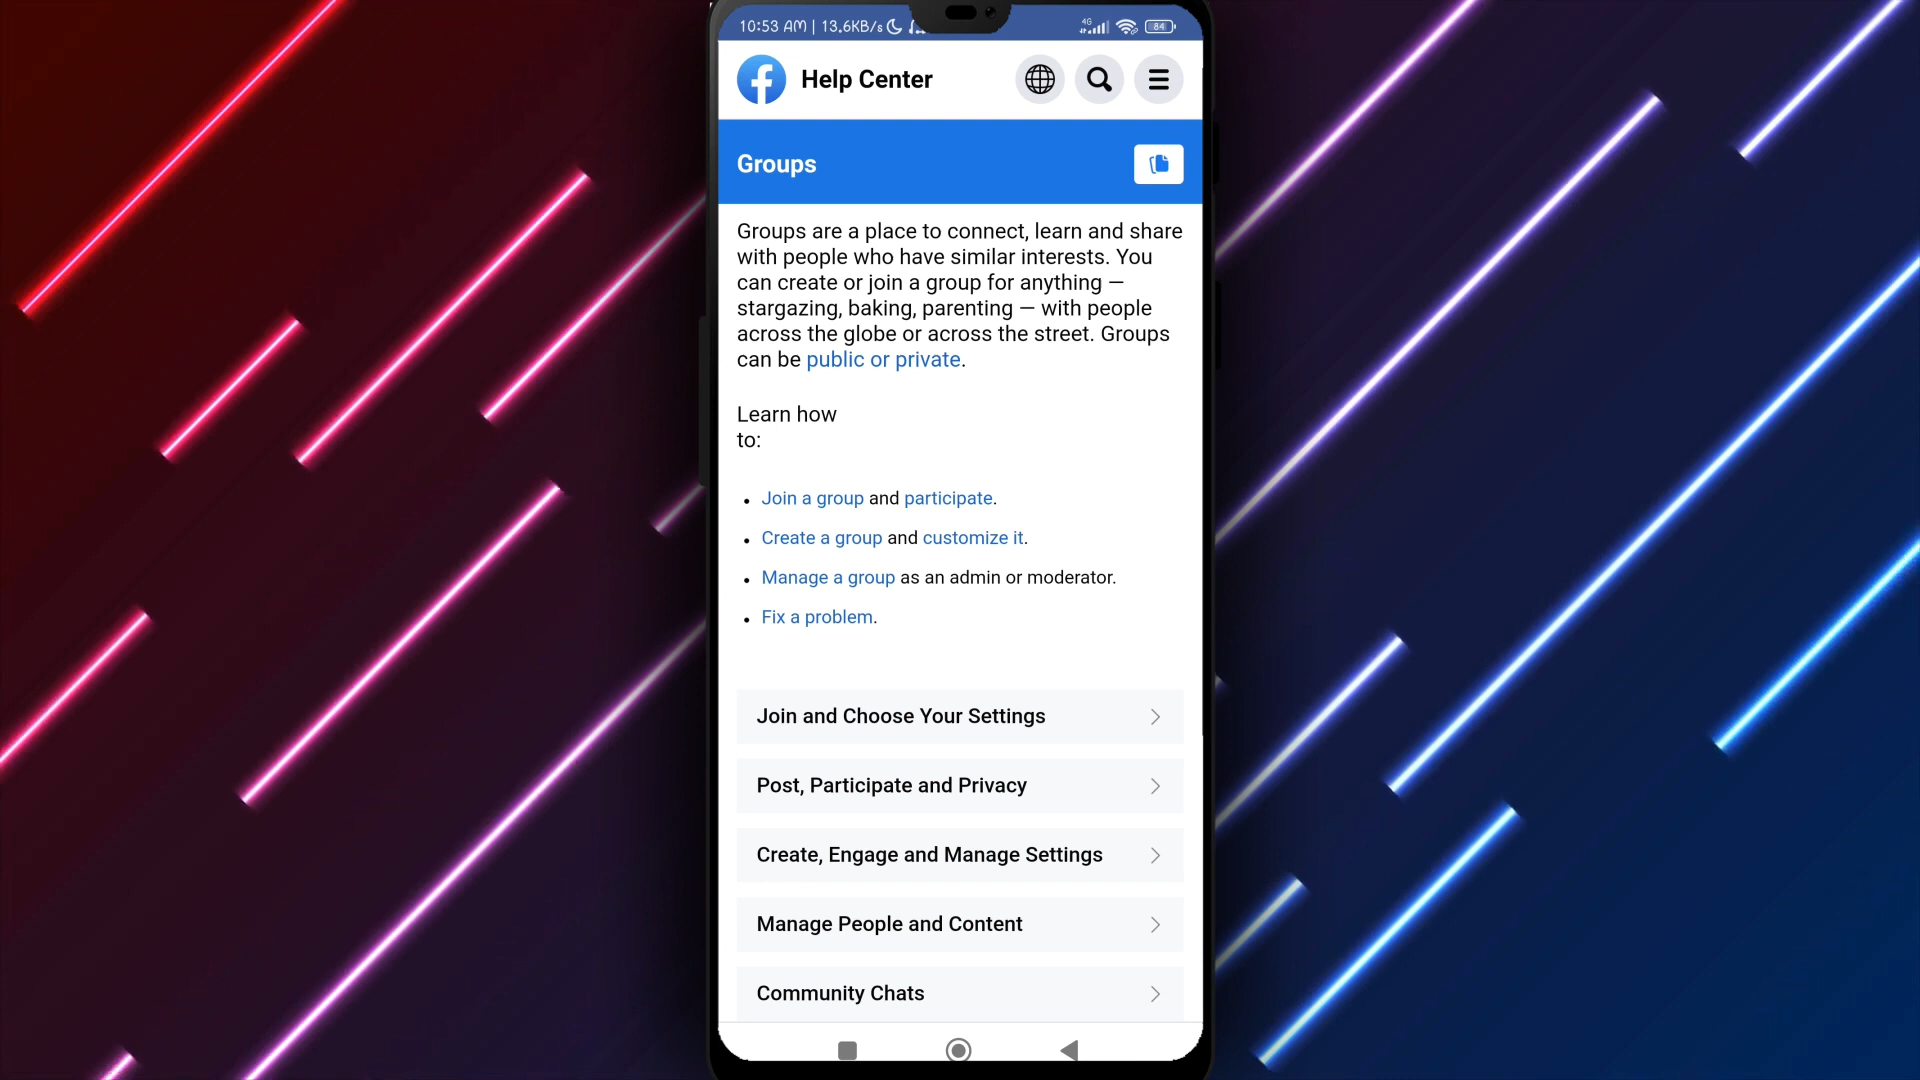 10:53 AM | 13.6KB/s
4G
84
Help Center
Groups
Groups are a place to connect, learn and share
with people who have similar interests. You
can create or join a group for anything —
stargazing, baking, parenting — with people
across the globe or across the street. Groups
can be public or private.
Learn how
to:
• Join a group and participate.
• Create a group and customize it.
• Manage a group as an admin or moderator.
• Fix a problem.
Join and Choose Your Settings
Post, Participate and Privacy
Create, Engage and Manage Settings
Manage People and Content
Community Chats